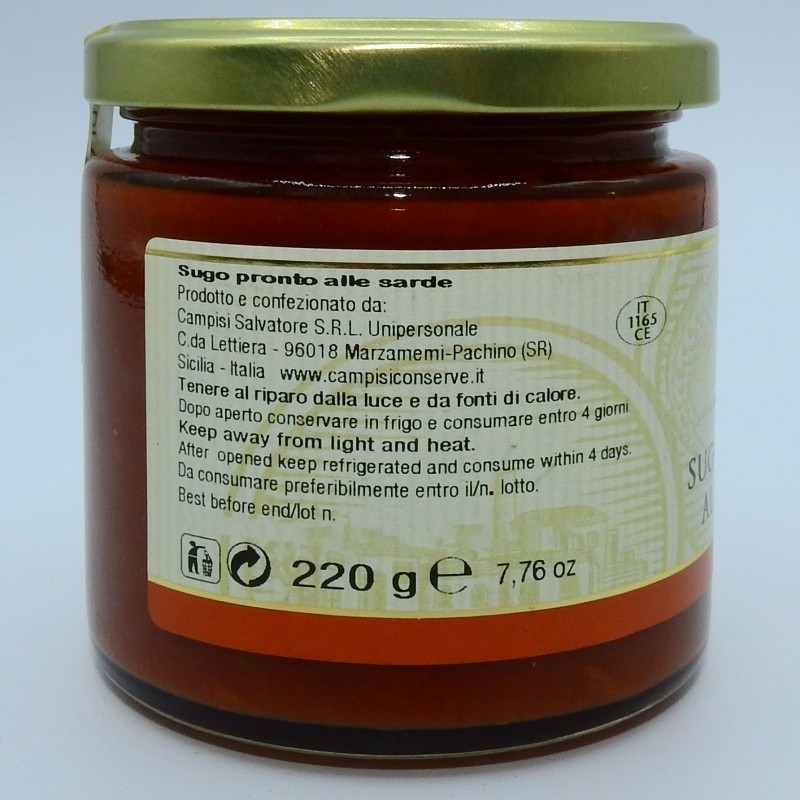 Sugo pronto alle sarde
Prodotto e confezionato da:
Campisi Salvatore S.R.L. Unipersonale
C.da Lettiera - 96018 Marzamemi-Pachino (SR)
Sicilia - Italia www.campisiconserve.it
Tenere al riparo dalla luce e da fonti di calore.
Dopo aperto conservare in frigo e consumare entro 4 giorni
Keep away from light and heat.
After opened keep refrigerated and consume within 4 days.
Da consumare preferibilmente entro il/n. lotto.
Best before end/lot n.
220 g ℮ 7,76 oz
IT
1165
CE